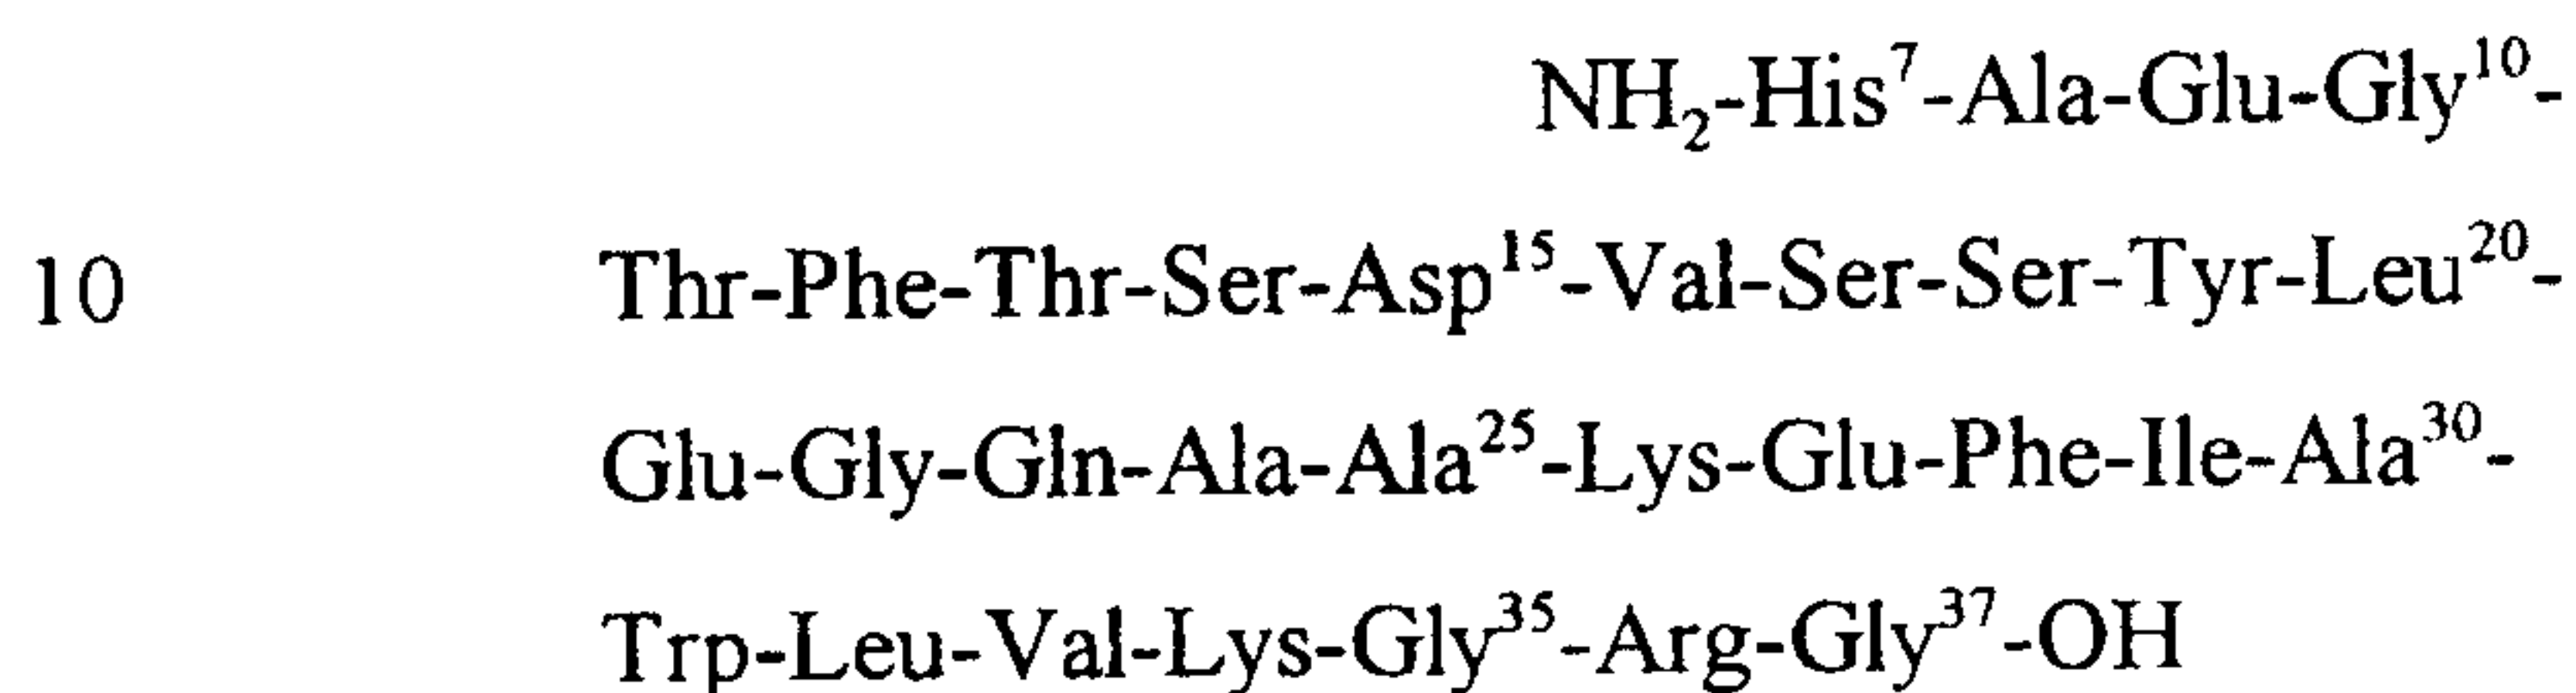 NH₂-His⁷-Ala-Glu-Gly¹⁰-
10 Thr-Phe-Thr-Ser-Asp¹⁵-Val-Ser-Ser-Tyr-Leu²⁰-
Glu-Gly-Gln-Ala-Ala²⁵-Lys-Glu-Phe-Ile-Ala³⁰-
Trp-Leu-Val-Lys-Gly³⁵-Arg-Gly³⁷-OH